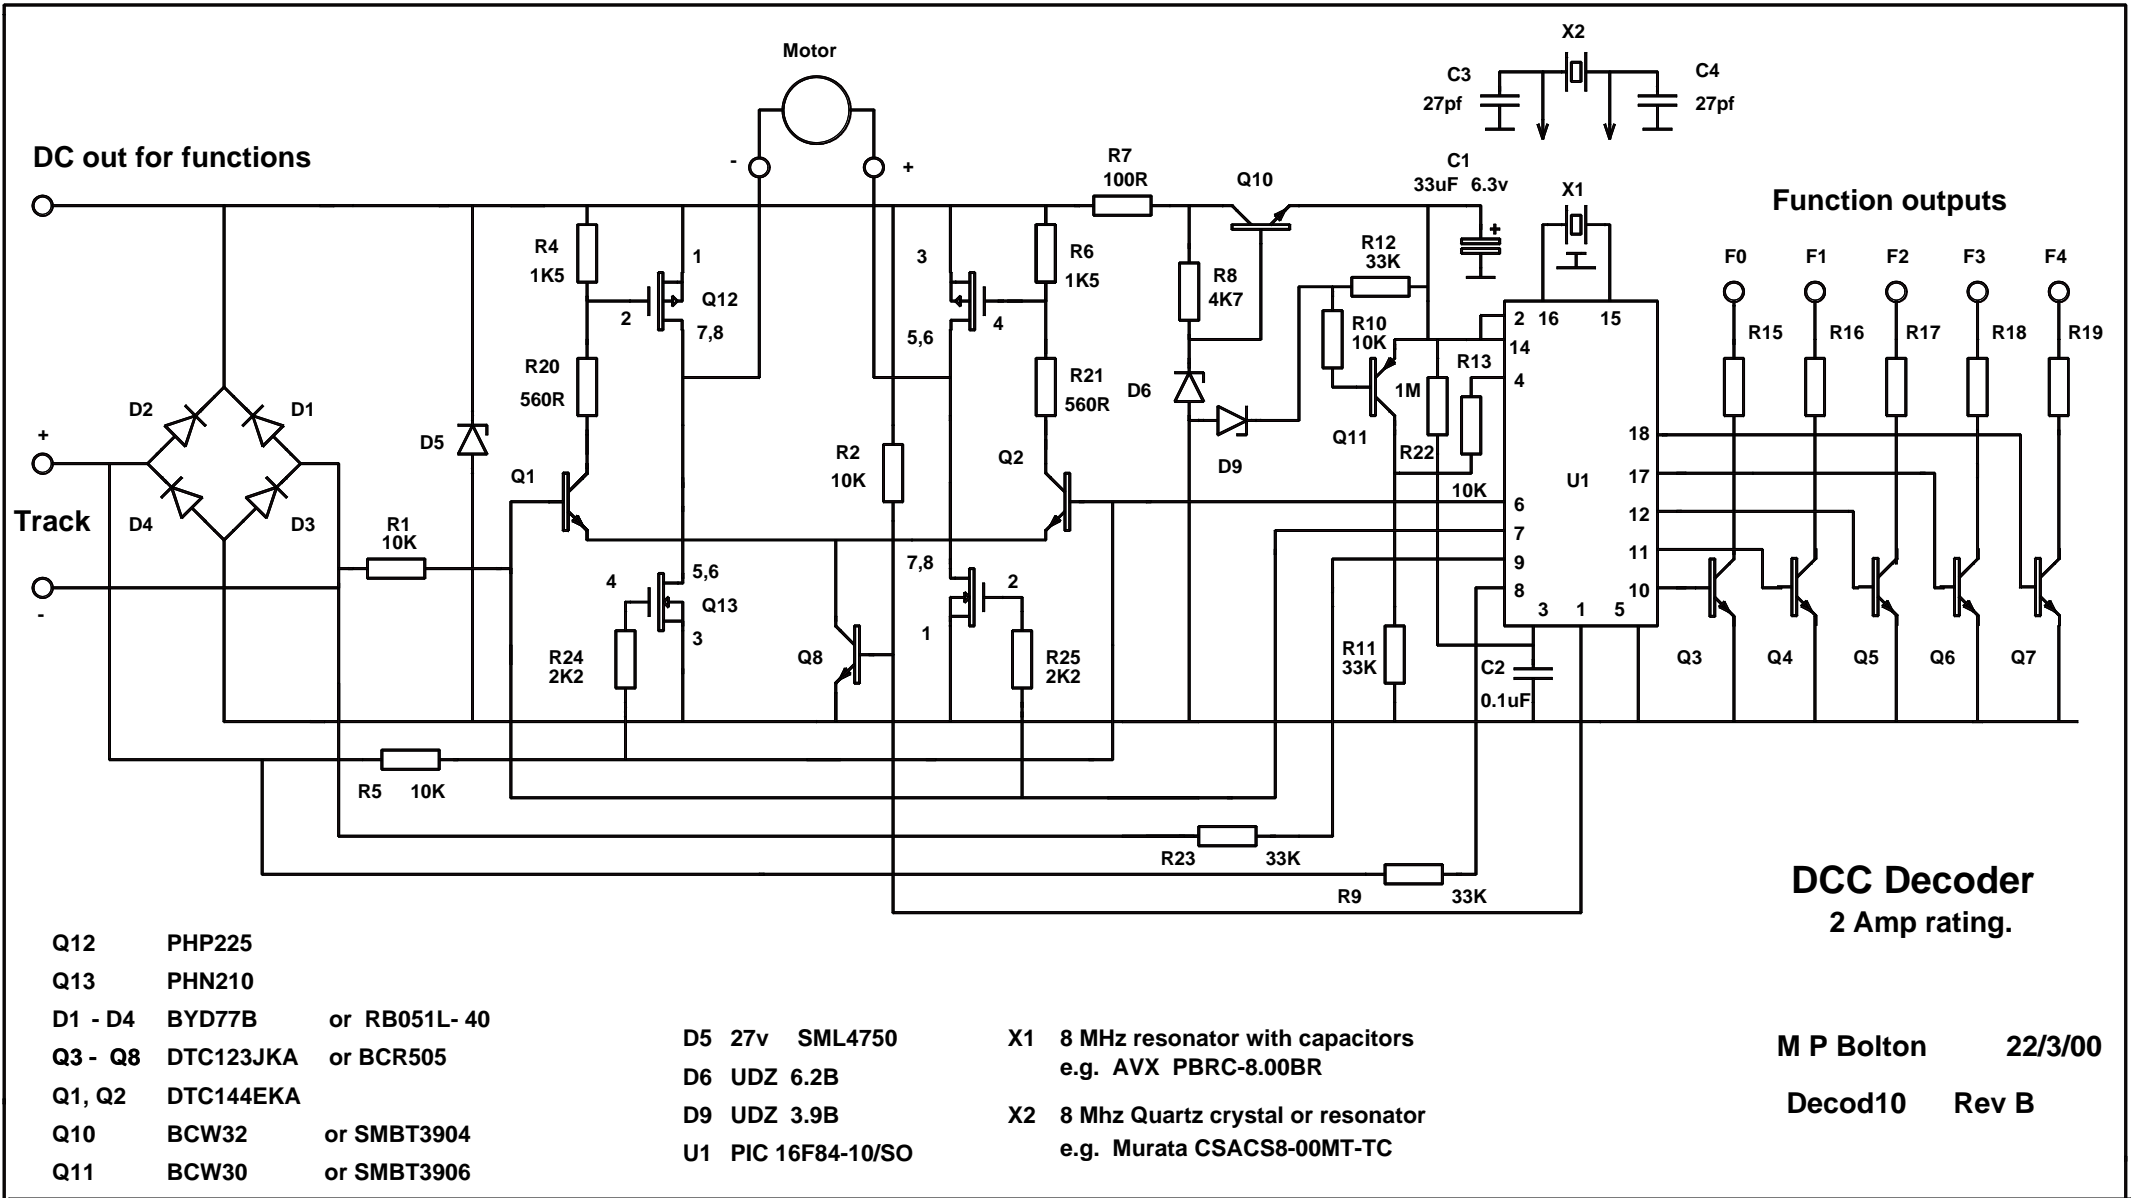 Motor
X2
C3
27pf
C4
27pf
DC out for functions
-
+
R7
100R
Q10
C1
33uF 6.3v
+
X1
Function outputs
R4
1K5
1
Q12
2
7,8
3
R6
1K5
4
5,6
R8
4K7
R12
33K
R10
10K
F0
F1
F2
F3
F4
R15
R16
R17
R18
R19
2
16
15
14
4
R13
1M
R20
560R
R21
560R
D6
D9
Q11
R22
10K
D2
D1
D4
D3
+
Track
-
D5
R1
10K
Q1
R2
10K
Q2
U1
6
7
9
8
3
1
5
18
17
12
11
10
4
5,6
Q13
3
7,8
2
1
R24
2K2
Q8
R25
2K2
R11
33K
C2
0.1uF
Q3
Q4
Q5
Q6
Q7
R5 10K
R23 33K
R9 33K
DCC Decoder
2 Amp rating.
Q12 PHP225
Q13 PHN210
D1 - D4 BYD77B or RB051L- 40
Q3 - Q8 DTC123JKA or BCR505
Q1, Q2 DTC144EKA
Q10 BCW32 or SMBT3904
Q11 BCW30 or SMBT3906
D5 27v SML4750
D6 UDZ 6.2B
D9 UDZ 3.9B
U1 PIC 16F84-10/SO
X1 8 MHz resonator with capacitors
e.g. AVX PBRC-8.00BR
X2 8 Mhz Quartz crystal or resonator
e.g. Murata CSACS8-00MT-TC
M P Bolton 22/3/00
Decod10 Rev B